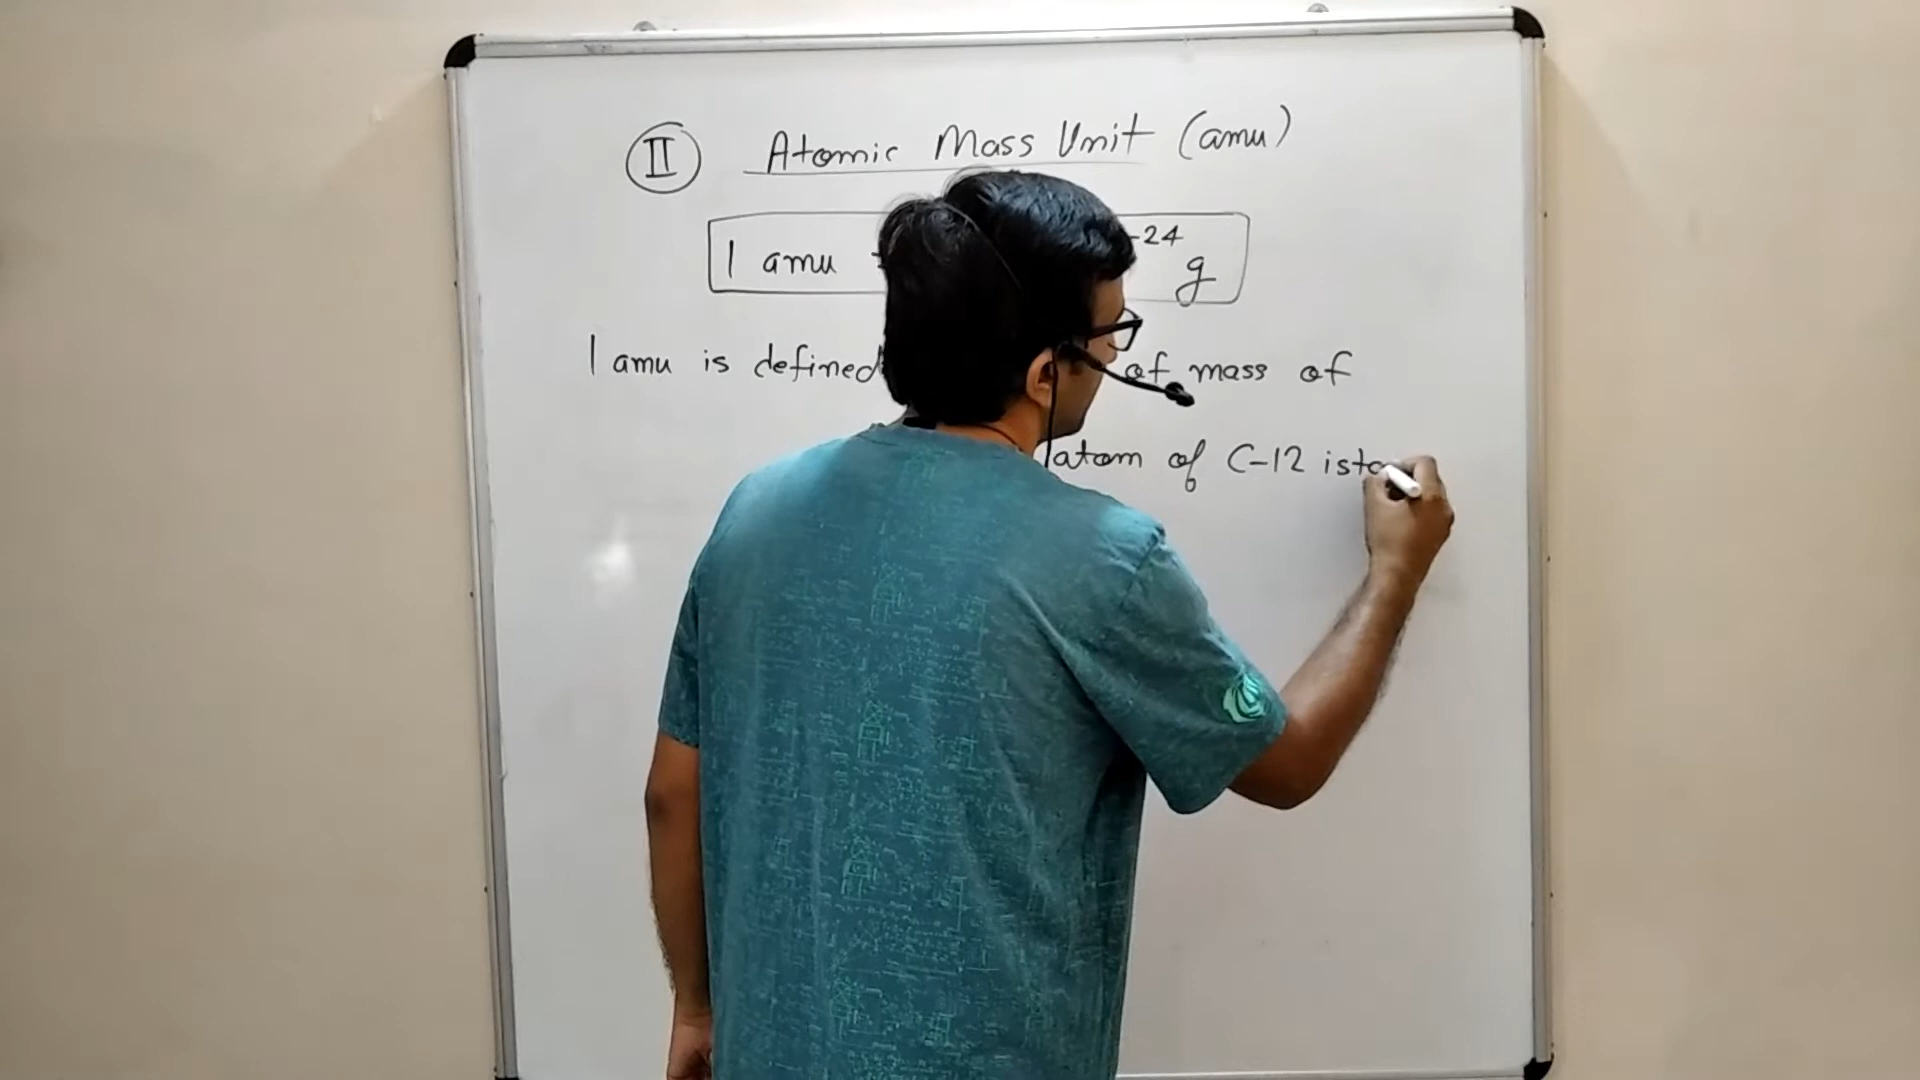 II Atomic Mass Unit (amu)
1 amu -24 g
1 amu is defined of mass of
1 atom of C-12 isto